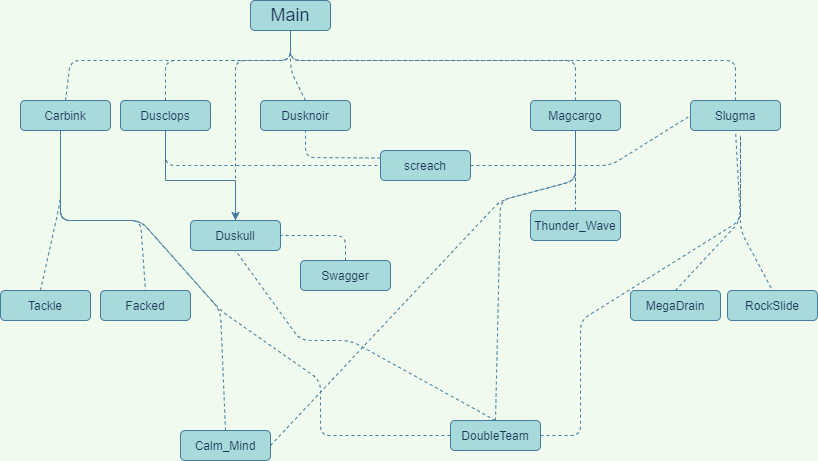 Main
Carbink
Dusclops
Dusknoir
Magcargo
Slugma
screach
Duskull
Thunder_Wave
Swagger
Tackle
Facked
MegaDrain
RockSlide
Calm_Mind
DoubleTeam